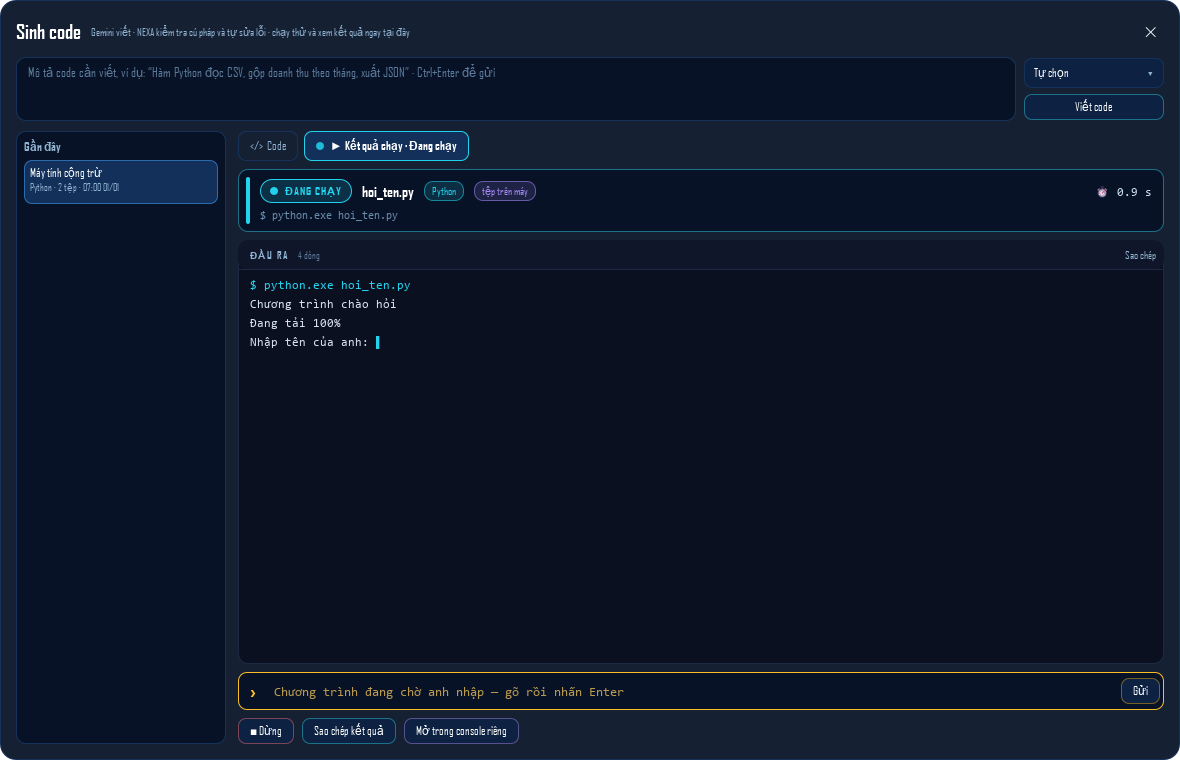 Sinh code Gemini viết · NEXA kiểm tra cú pháp và tự sửa lỗi · chạy thử và xem kết quả ngay tại đây
Mô tả code cần viết, ví dụ: "Hàm Python đọc CSV, gộp doanh thu theo tháng, xuất JSON" · Ctrl+Enter để gửi
Tự chọn
Viết code
Gần đây
Máy tính cộng trừ
Python · 2 tệp · 07:00 01/01
</> Code
● ▶ Kết quả chạy · Đang chạy
● ĐANG CHẠY hoi_ten.py Python tệp trên máy
0.9 s
$ python.exe hoi_ten.py
ĐẦU RA 4 dòng
Sao chép
$ python.exe hoi_ten.py
Chương trình chào hỏi
Đang tải 100%
Nhập tên của anh:
› Chương trình đang chờ anh nhập — gõ rồi nhấn Enter
Gửi
■ Dừng
Sao chép kết quả
Mở trong console riêng